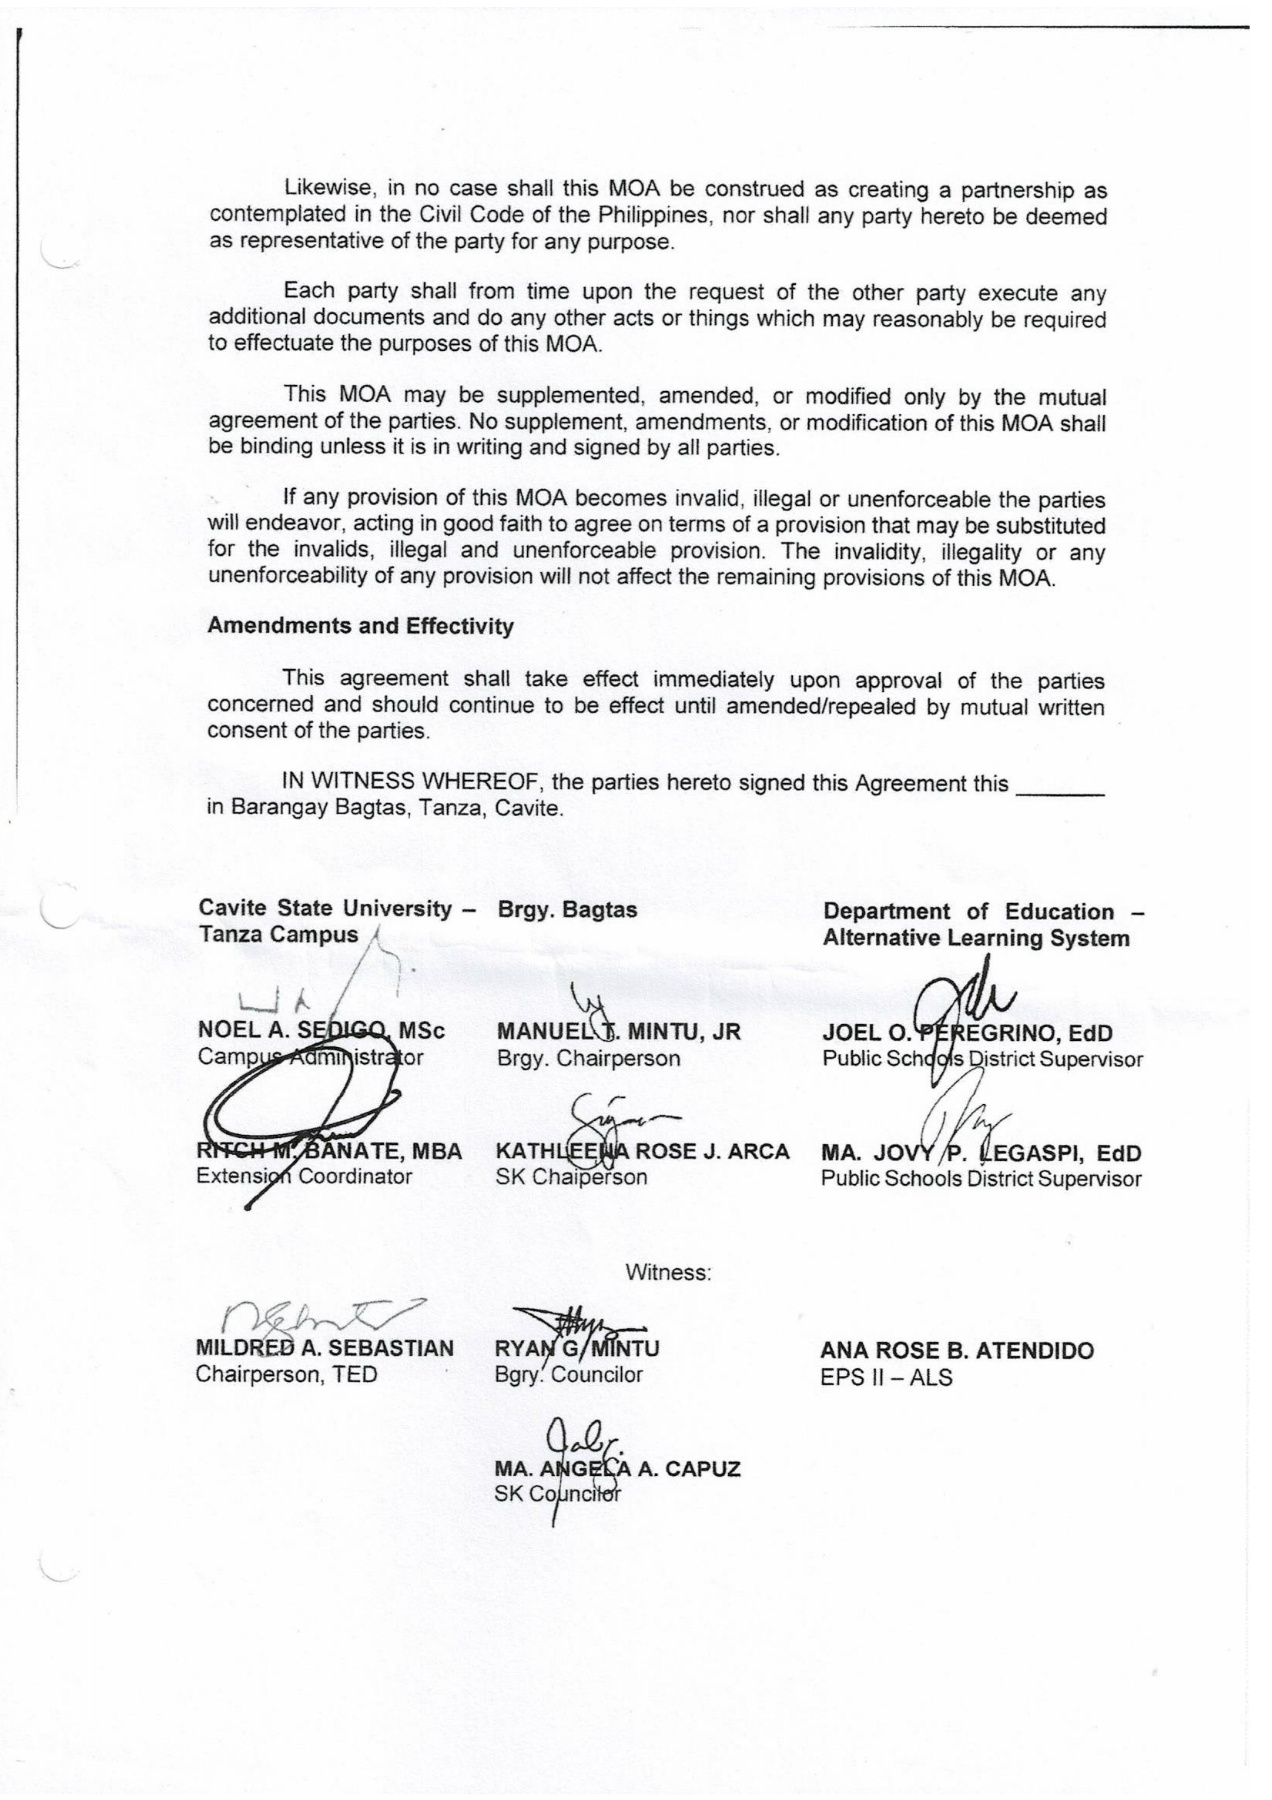 Likewise, in no case shall this MOA be construed as creating a partnership as
contemplated in the Civil Code of the Philippines, nor shall any party hereto be deemed
as representative of the party for any purpose.
Each party shall from time upon the request of the other party execute any
additional documents and do any other acts or things which may reasonably be required
to effectuate the purposes of this MOA.
This MOA may be supplemented, amended, or modified only by the mutual
agreement of the parties. No supplement, amendments, or modification of this MOA shall
be binding unless it is in writing and signed by all parties.
If any provision of this MOA becomes invalid, illegal or unenforceable the parties
will endeavor, acting in good faith to agree on terms of a provision that may be substituted
for the invalids, illegal and unenforceable provision. The invalidity, illegality or any
unenforceability of any provision will not affect the remaining provisions of this MOA.
Amendments and Effectivity
This agreement shall take effect immediately upon approval of the parties
concerned and should continue to be effect until amended/repealed by mutual written
consent of the parties.
IN WITNESS WHEREOF, the parties hereto signed this Agreement this ________
in Barangay Bagtas, Tanza, Cavite.
Cavite State University – Brgy. Bagtas Department of Education –
Tanza Campus Alternative Learning System
NOEL A. SEDIGO, MSc MANUEL T. MINTU, JR JOEL O. PEREGRINO, EdD
Campus Administrator Brgy. Chairperson Public Schools District Supervisor
RITCH M. BANATE, MBA KATHLEENA ROSE J. ARCA MA. JOVY P. LEGASPI, EdD
Extension Coordinator SK Chaiperson Public Schools District Supervisor
Witness:
MILDRED A. SEBASTIAN RYAN G. MINTU ANA ROSE B. ATENDIDO
Chairperson, TED Bgry. Councilor EPS II – ALS
MA. ANGELA A. CAPUZ
SK Councilor